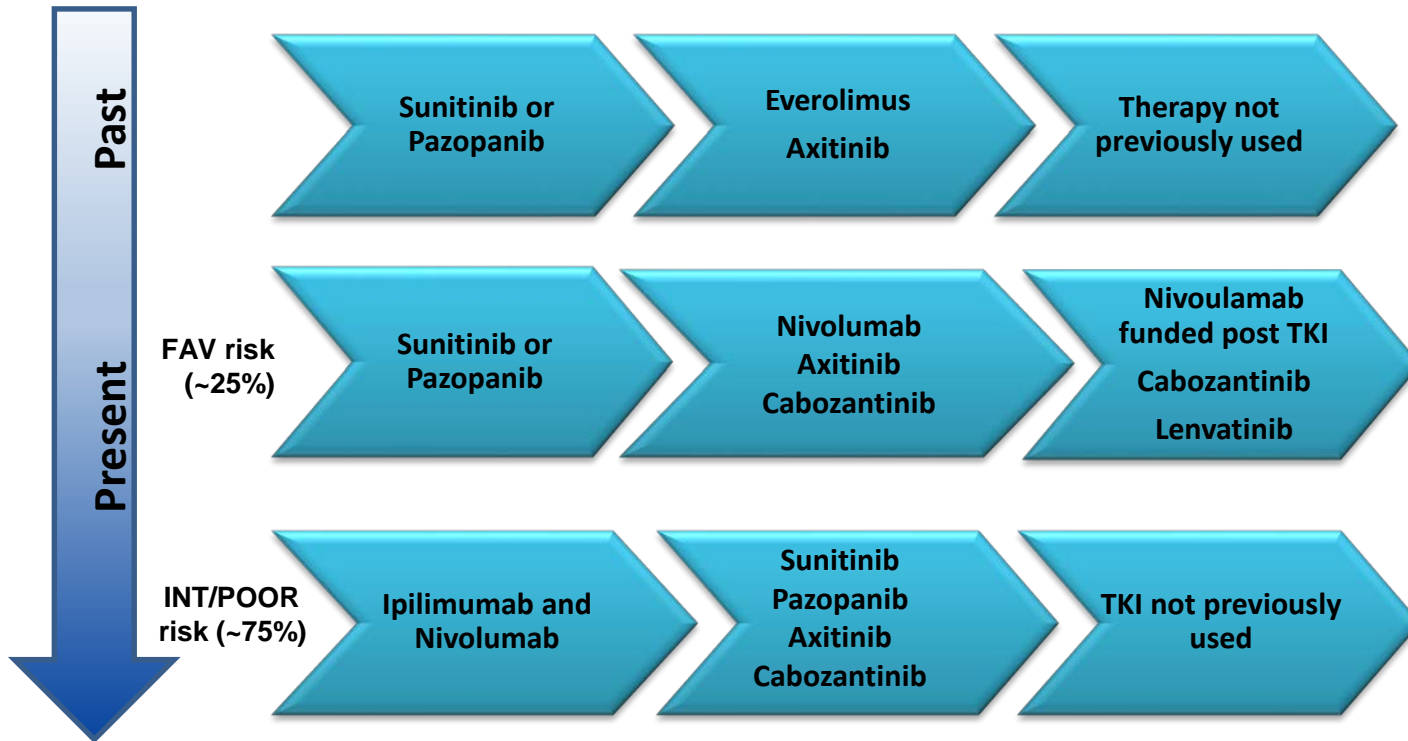 Past
Sunitinib or
Pazopanib
Everolimus
Axitinib
Therapy not
previously used
Present
FAV risk
(~25%)
Sunitinib or
Pazopanib
Nivolumab
Axitinib
Cabozantinib
Nivoulamab
funded post TKI
Cabozantinib
Lenvatinib
INT/POOR
risk (~75%)
Ipilimumab and
Nivolumab
Sunitinib
Pazopanib
Axitinib
Cabozantinib
TKI not previously
used